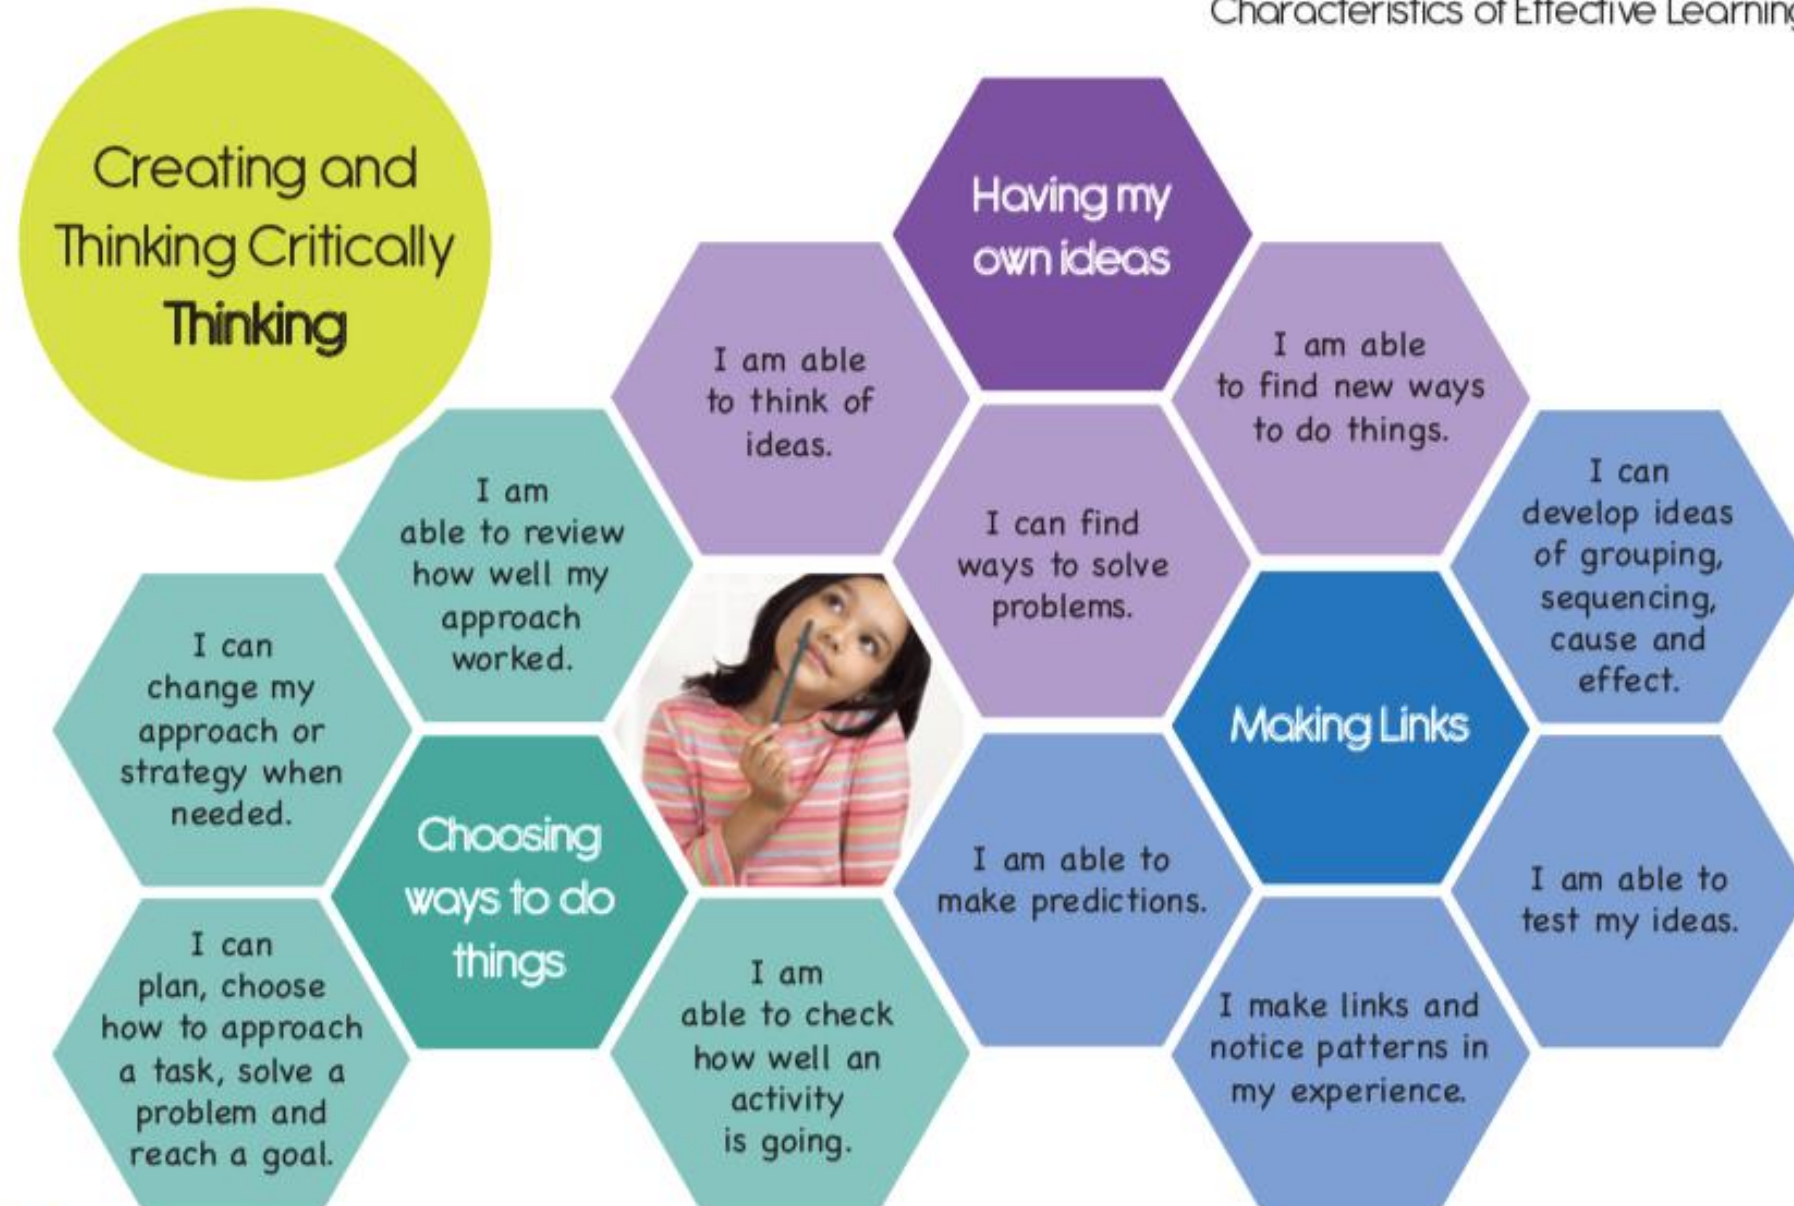 Characteristics of Effective Learning
Creating and
Thinking Critically
Thinking
Having my
own ideas
I am able
to think of
ideas.
I am able
to find new ways
to do things.
I can find
ways to solve
problems.
I can
develop ideas
of grouping,
sequencing,
cause and
effect.
Making Links
I am able to
make predictions.
I am able to
test my ideas.
I make links and
notice patterns in
my experience.
I am
able to review
how well my
approach
worked.
I can
change my
approach or
strategy when
needed.
Choosing
ways to do
things
I can
plan, choose
how to approach
a task, solve a
problem and
reach a goal.
I am
able to check
how well an
activity
is going.